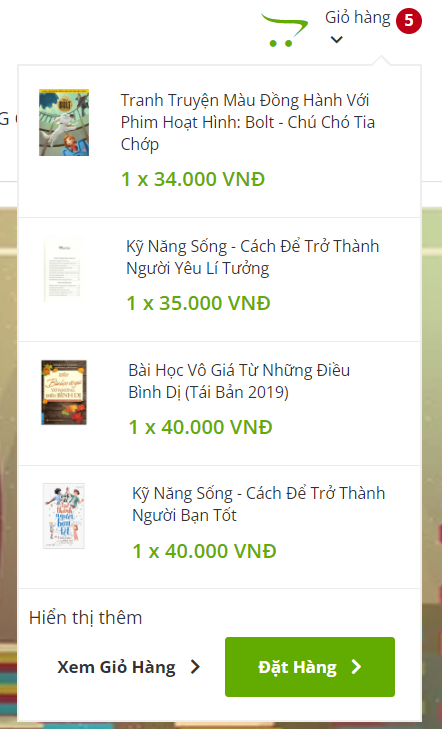 Giỏ hàng 5
G
BOLT
Tranh Truyện Màu Đồng Hành Với
Phim Hoạt Hình: Bolt - Chú Chó Tia
Chớp
1 x 34.000 VNĐ
Kỹ Năng Sống - Cách Để Trở Thành
Người Yêu Lí Tưởng
1 x 35.000 VNĐ
Bài Học Vô Giá Từ Những Điều
Bình Dị (Tái Bản 2019)
1 x 40.000 VNĐ
Kỹ Năng Sống - Cách Để Trở Thành
Người Bạn Tốt
1 x 40.000 VNĐ
Hiển thị thêm
Xem Giỏ Hàng
Đặt Hàng